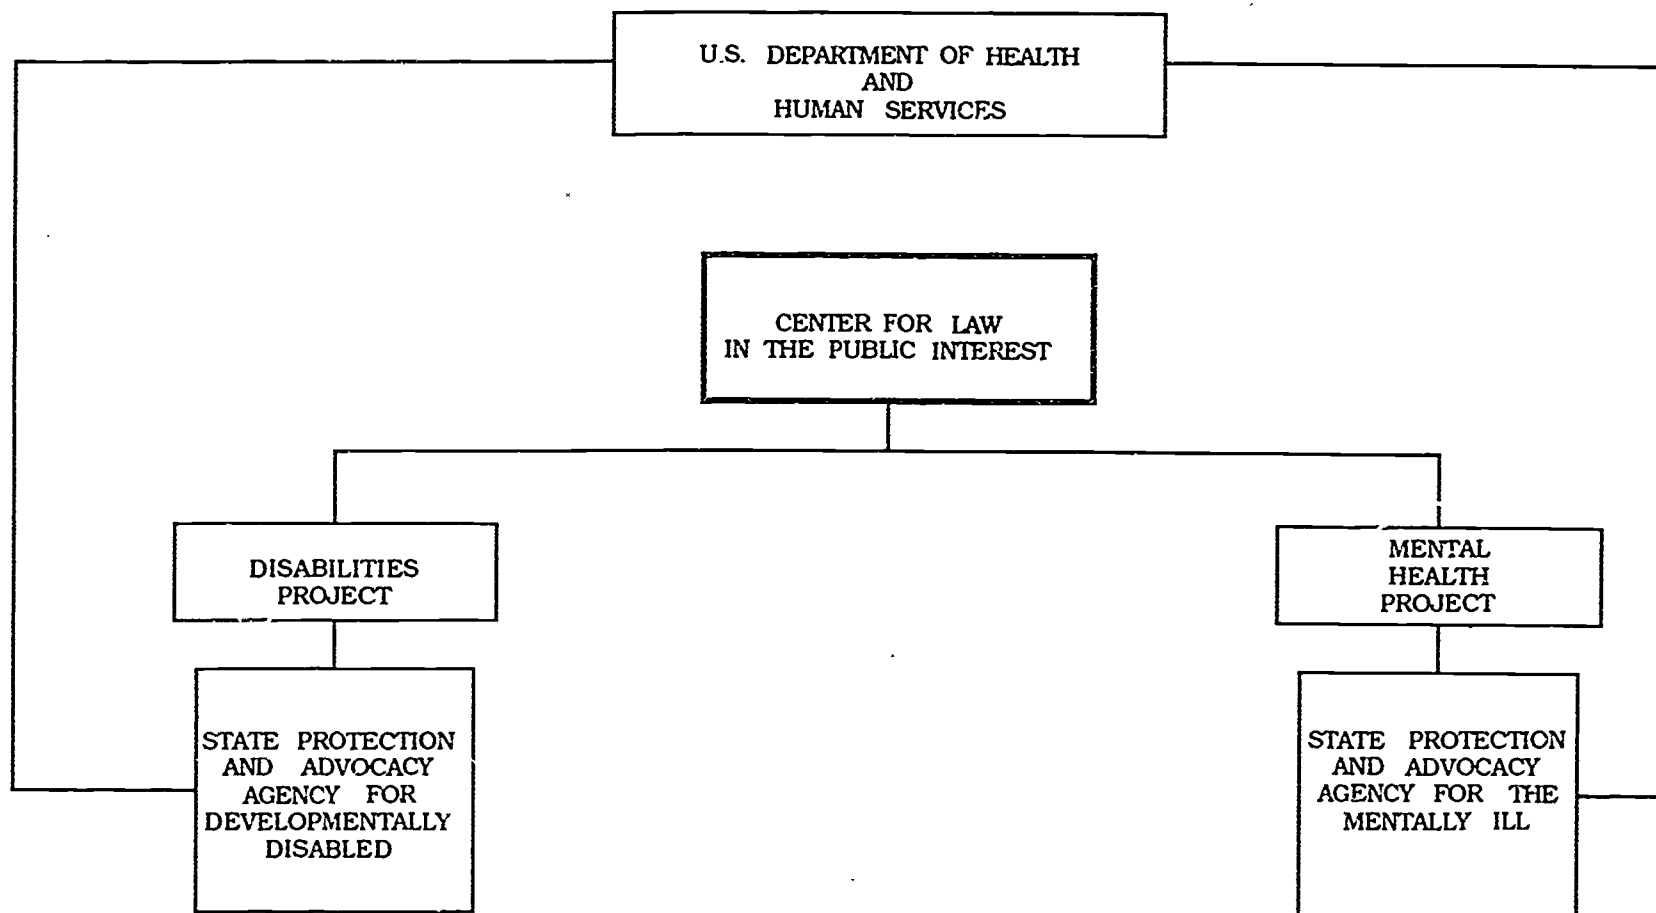 U.S. DEPARTMENT OF HEALTH
AND
HUMAN SERVICES
CENTER FOR LAW
IN THE PUBLIC INTEREST
DISABILITIES
PROJECT
MENTAL
HEALTH
PROJECT
STATE PROTECTION
AND ADVOCACY
AGENCY FOR
DEVELOPMENTALLY
DISABLED
STATE PROTECTION
AND ADVOCACY
AGENCY FOR THE
MENTALLY ILL